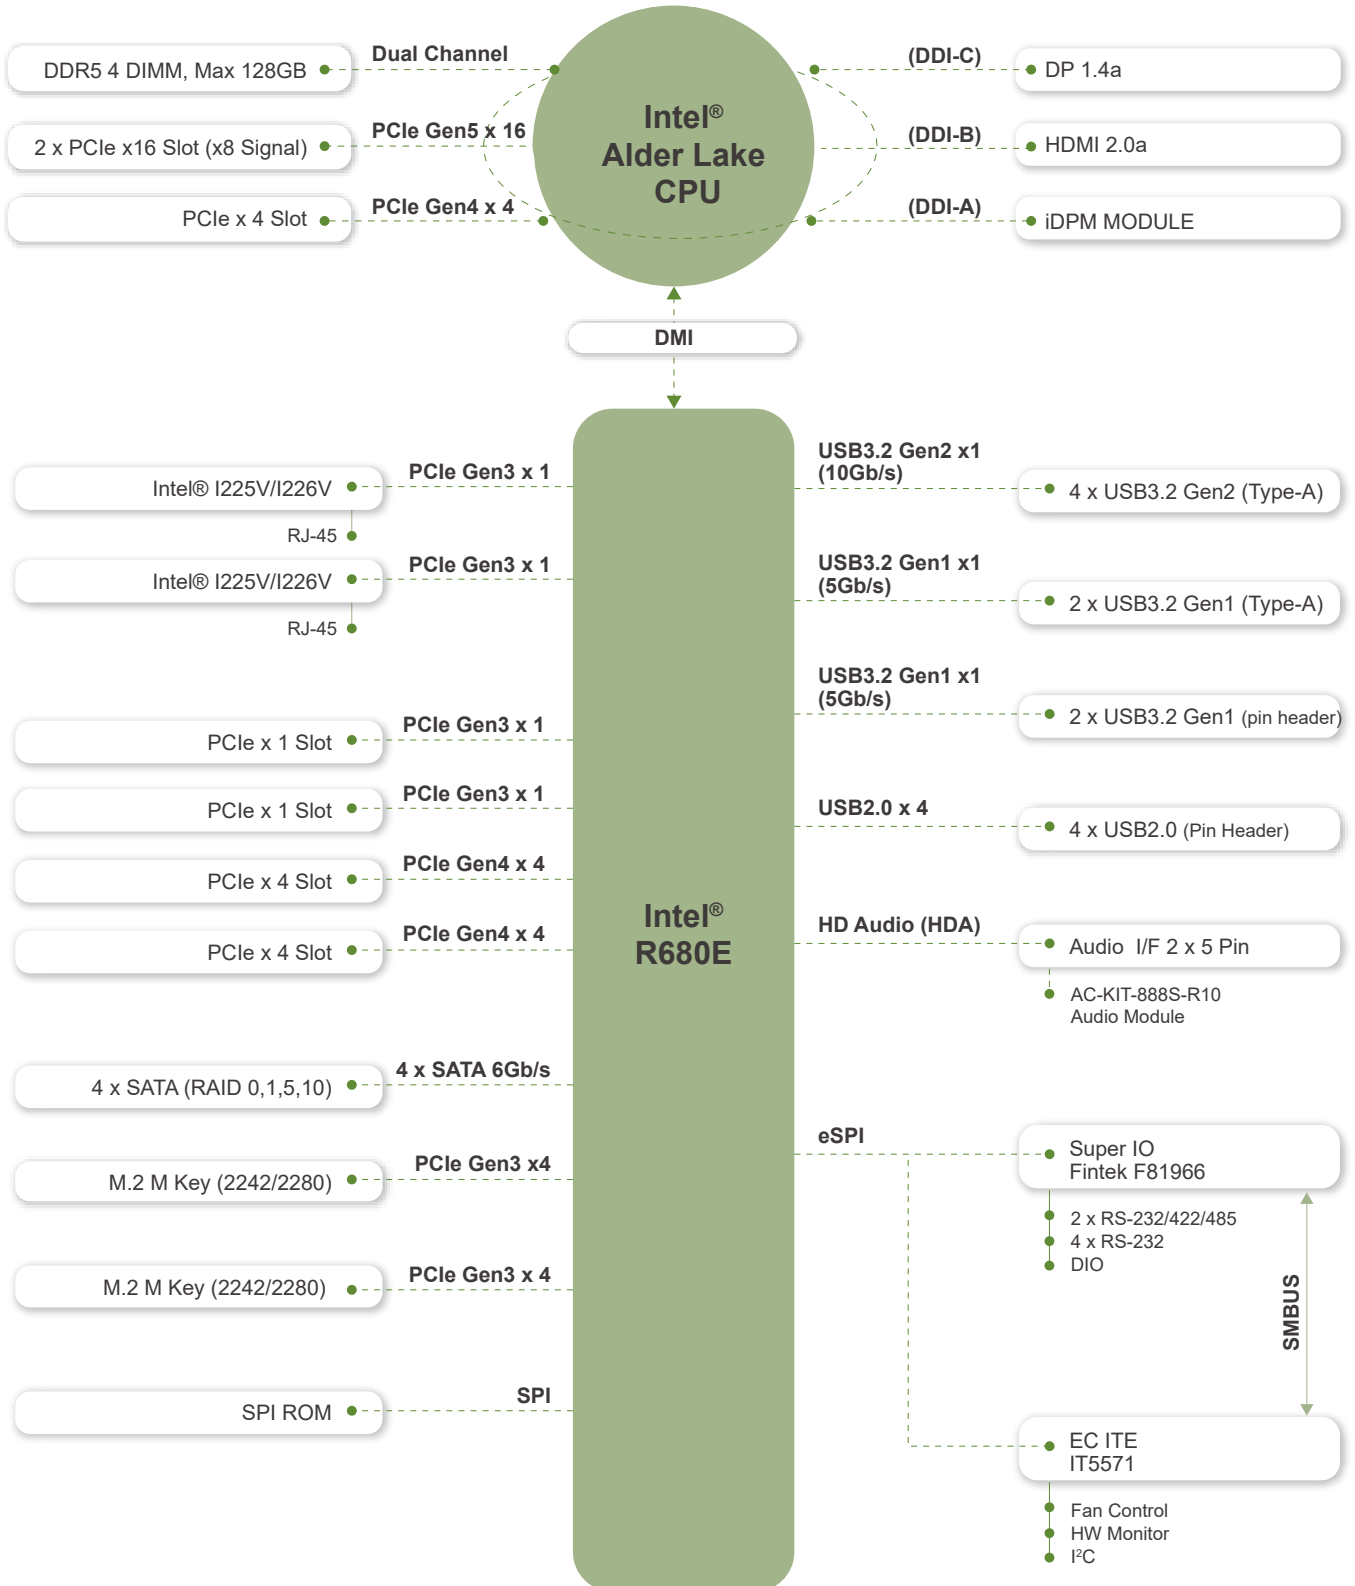 Dual Channel
DDR5 4 DIMM, Max 128GB
PCIe Gen5 x 16
2 x PCIe x16 Slot (x8 Signal)
PCIe Gen4 x 4
PCIe x 4 Slot
Intel®
Alder Lake
CPU
(DDI-C)
DP 1.4a
(DDI-B)
HDMI 2.0a
(DDI-A)
iDPM MODULE
DMI
PCIe Gen3 x 1
Intel® I225V/I226V
RJ-45
PCIe Gen3 x 1
Intel® I225V/I226V
RJ-45
PCIe Gen3 x 1
PCIe x 1 Slot
PCIe Gen3 x 1
PCIe x 1 Slot
PCIe Gen4 x 4
PCIe x 4 Slot
PCIe Gen4 x 4
PCIe x 4 Slot
4 x SATA 6Gb/s
4 x SATA (RAID 0,1,5,10)
PCIe Gen3 x4
M.2 M Key (2242/2280)
PCIe Gen3 x 4
M.2 M Key (2242/2280)
SPI
SPI ROM
Intel®
R680E
USB3.2 Gen2 x1
(10Gb/s)
4 x USB3.2 Gen2 (Type-A)
USB3.2 Gen1 x1
(5Gb/s)
2 x USB3.2 Gen1 (Type-A)
USB3.2 Gen1 x1
(5Gb/s)
2 x USB3.2 Gen1 (pin header)
USB2.0 x 4
4 x USB2.0 (Pin Header)
HD Audio (HDA)
Audio I/F 2 x 5 Pin
AC-KIT-888S-R10
Audio Module
eSPI
Super IO
Fintek F81966
2 x RS-232/422/485
4 x RS-232
DIO
SMBUS
EC ITE
IT5571
Fan Control
HW Monitor
I²C